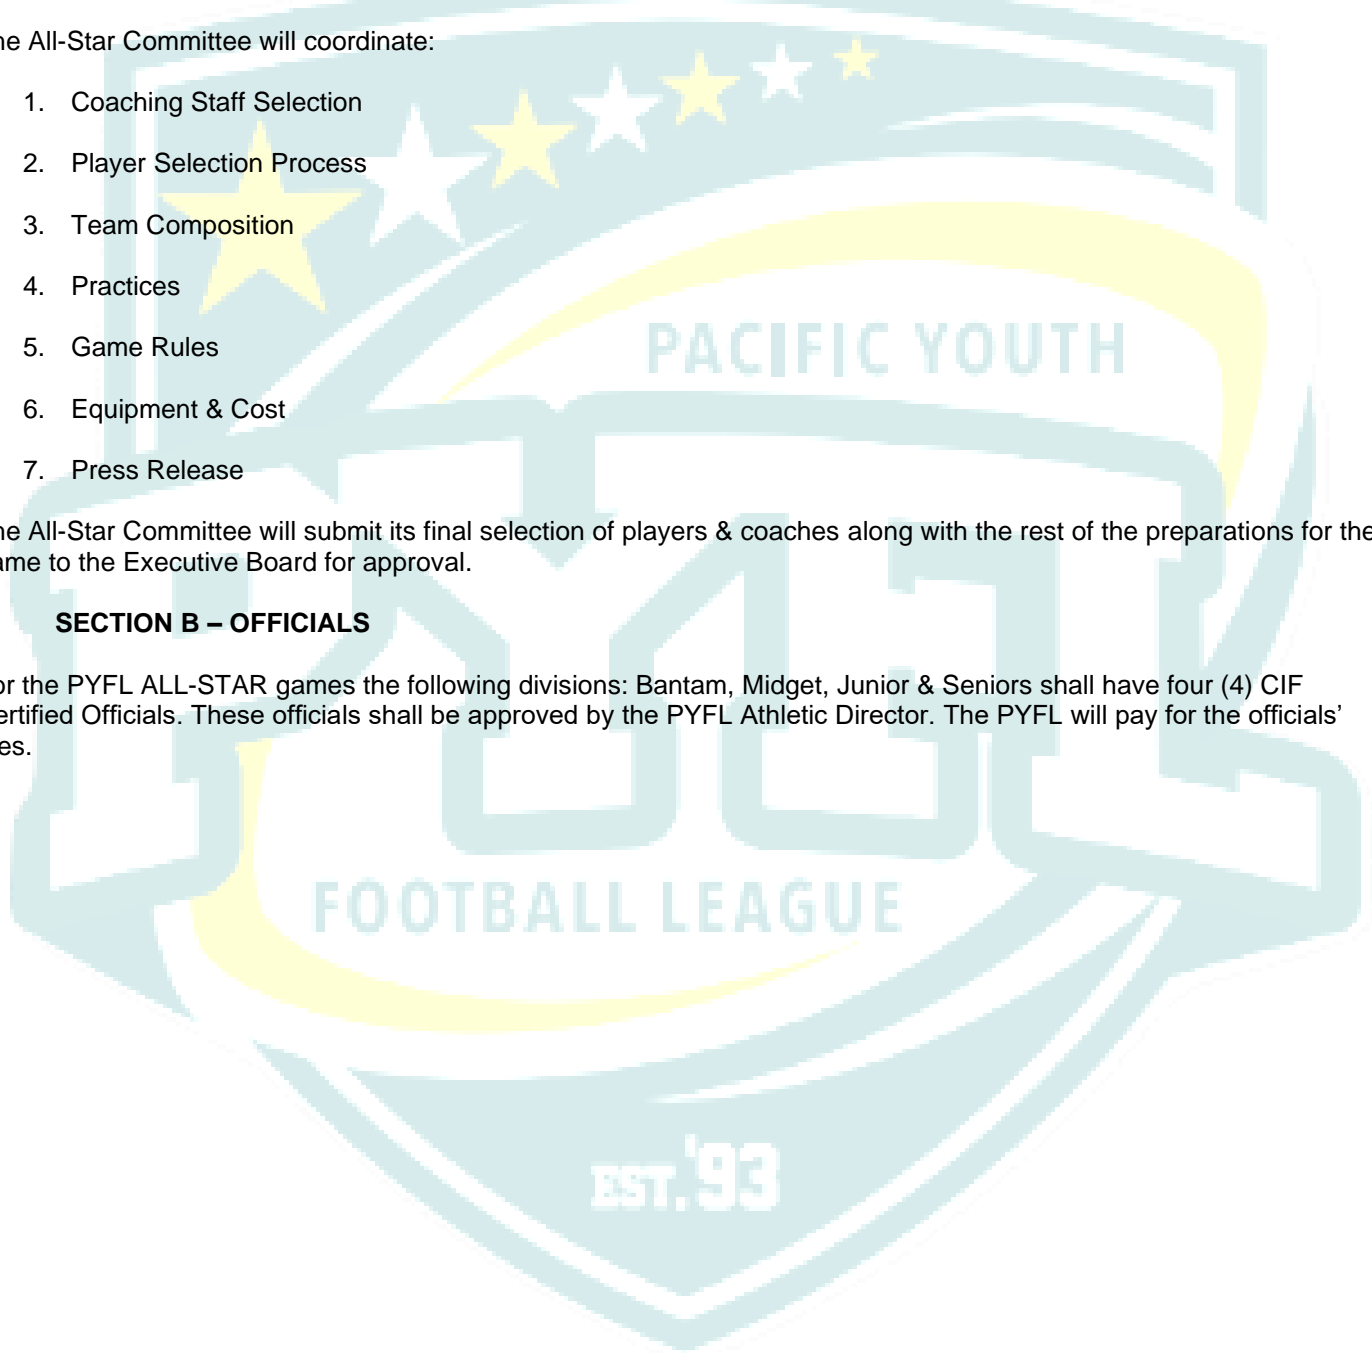 he All-Star Committee will coordinate:
1. Coaching Staff Selection
2. Player Selection Process
3. Team Composition
4. Practices
PACIFIC YOUTH
5. Game Rules
6. Equipment & Cost
7. Press Release
he All-Star Committee will submit its final selection of players & coaches along with the rest of the preparations for the
ame to the Executive Board for approval.
PYFL
SECTION B – OFFICIALS
or the PYFL ALL-STAR games the following divisions: Bantam, Midget, Junior & Seniors shall have four (4) CIF
ertified Officials. These officials shall be approved by the PYFL Athletic Director. The PYFL will pay for the officials’
es.
FOOTBALL LEAGUE
EST. '93